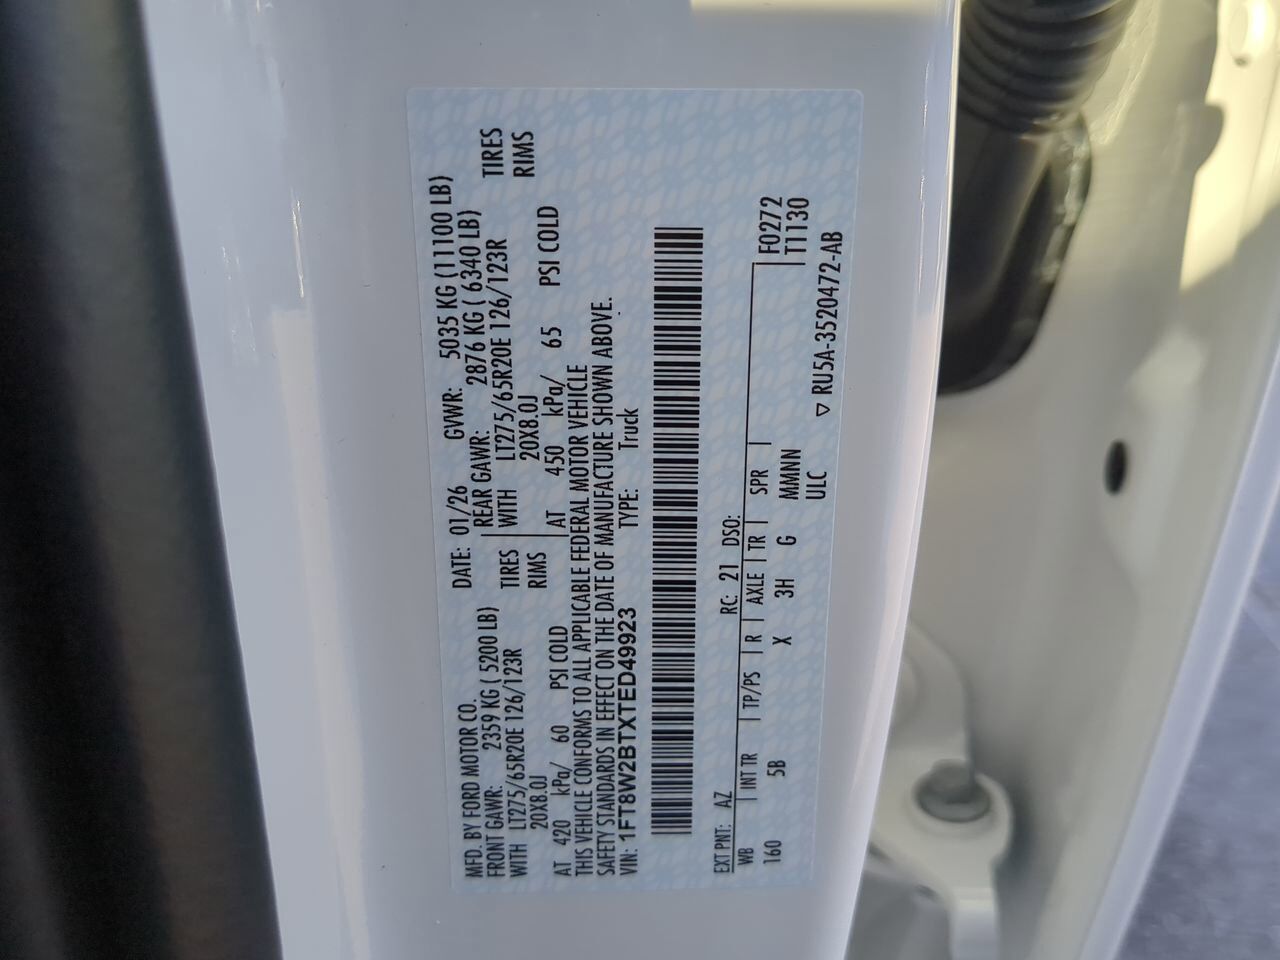 MFD. BY FORD MOTOR CO.
DATE: 01/26 GVWR: 5035 KG (11100 LB)
FRONT GAWR: 2359 KG ( 5200 LB) REAR GAWR: 2876 KG ( 6340 LB)
WITH LT275/65R20E 126/123R TIRES WITH LT275/65R20E 126/123R TIRES
20X8.0J RIMS 20X8.0J RIMS
AT 420 kPa/ 60 PSI COLD AT 450 kPa/ 65 PSI COLD
THIS VEHICLE CONFORMS TO ALL APPLICABLE FEDERAL MOTOR VEHICLE
SAFETY STANDARDS IN EFFECT ON THE DATE OF MANUFACTURE SHOWN ABOVE.
VIN: 1FT8W2BTXTED49923 TYPE: Truck
EXT PNT: AZ RC: 21 DSO:
WB INT TR TP/PS R AXLE TR SPR F0272
160 5B X 3H G MMNN T1130
ULC ▽ RU5A-3520472-AB